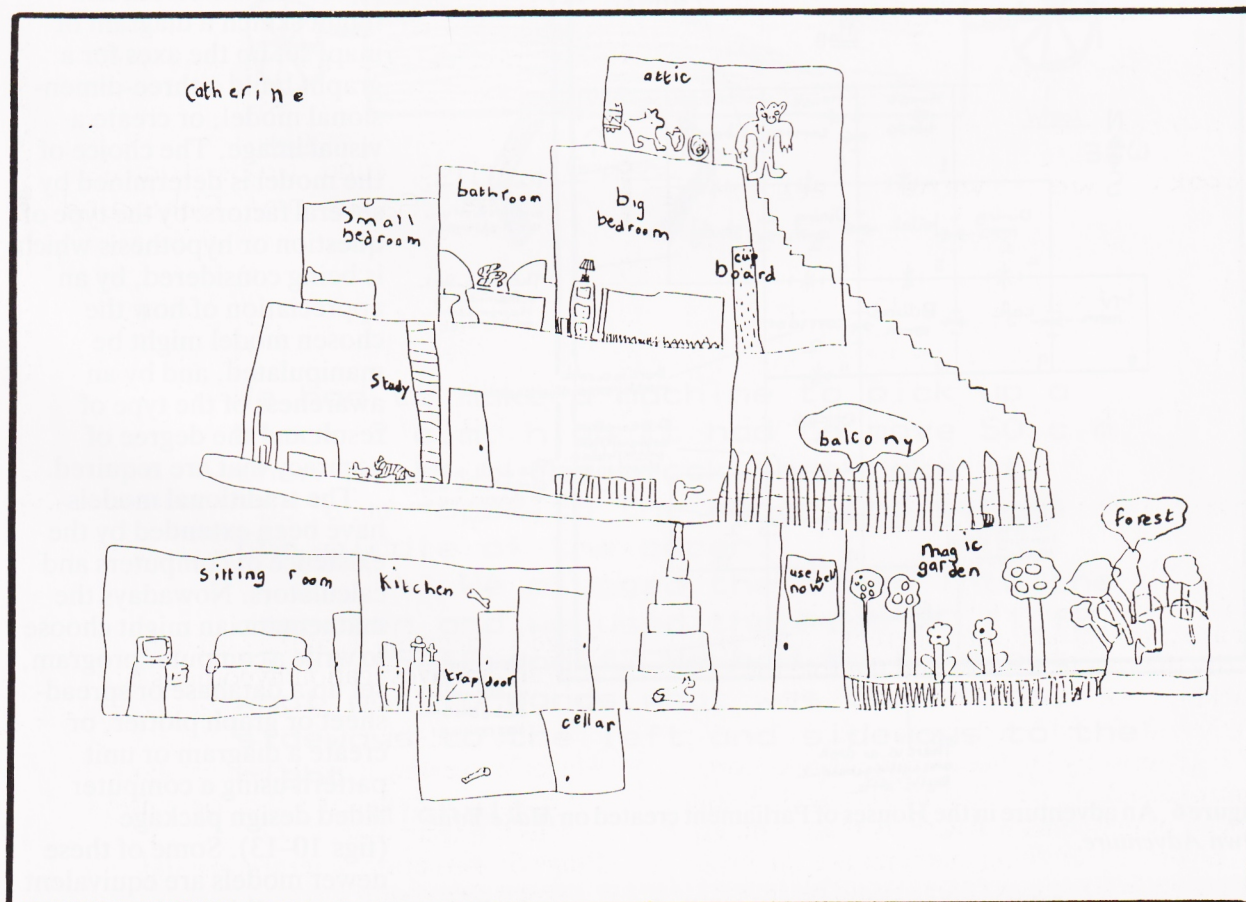 Catherine
attic
bathroom
big
bedroom
small
bedroom
cup
board
study
balcony
forest
magic
garden
use bell
now
sitting room
kitchen
trap door
cellar